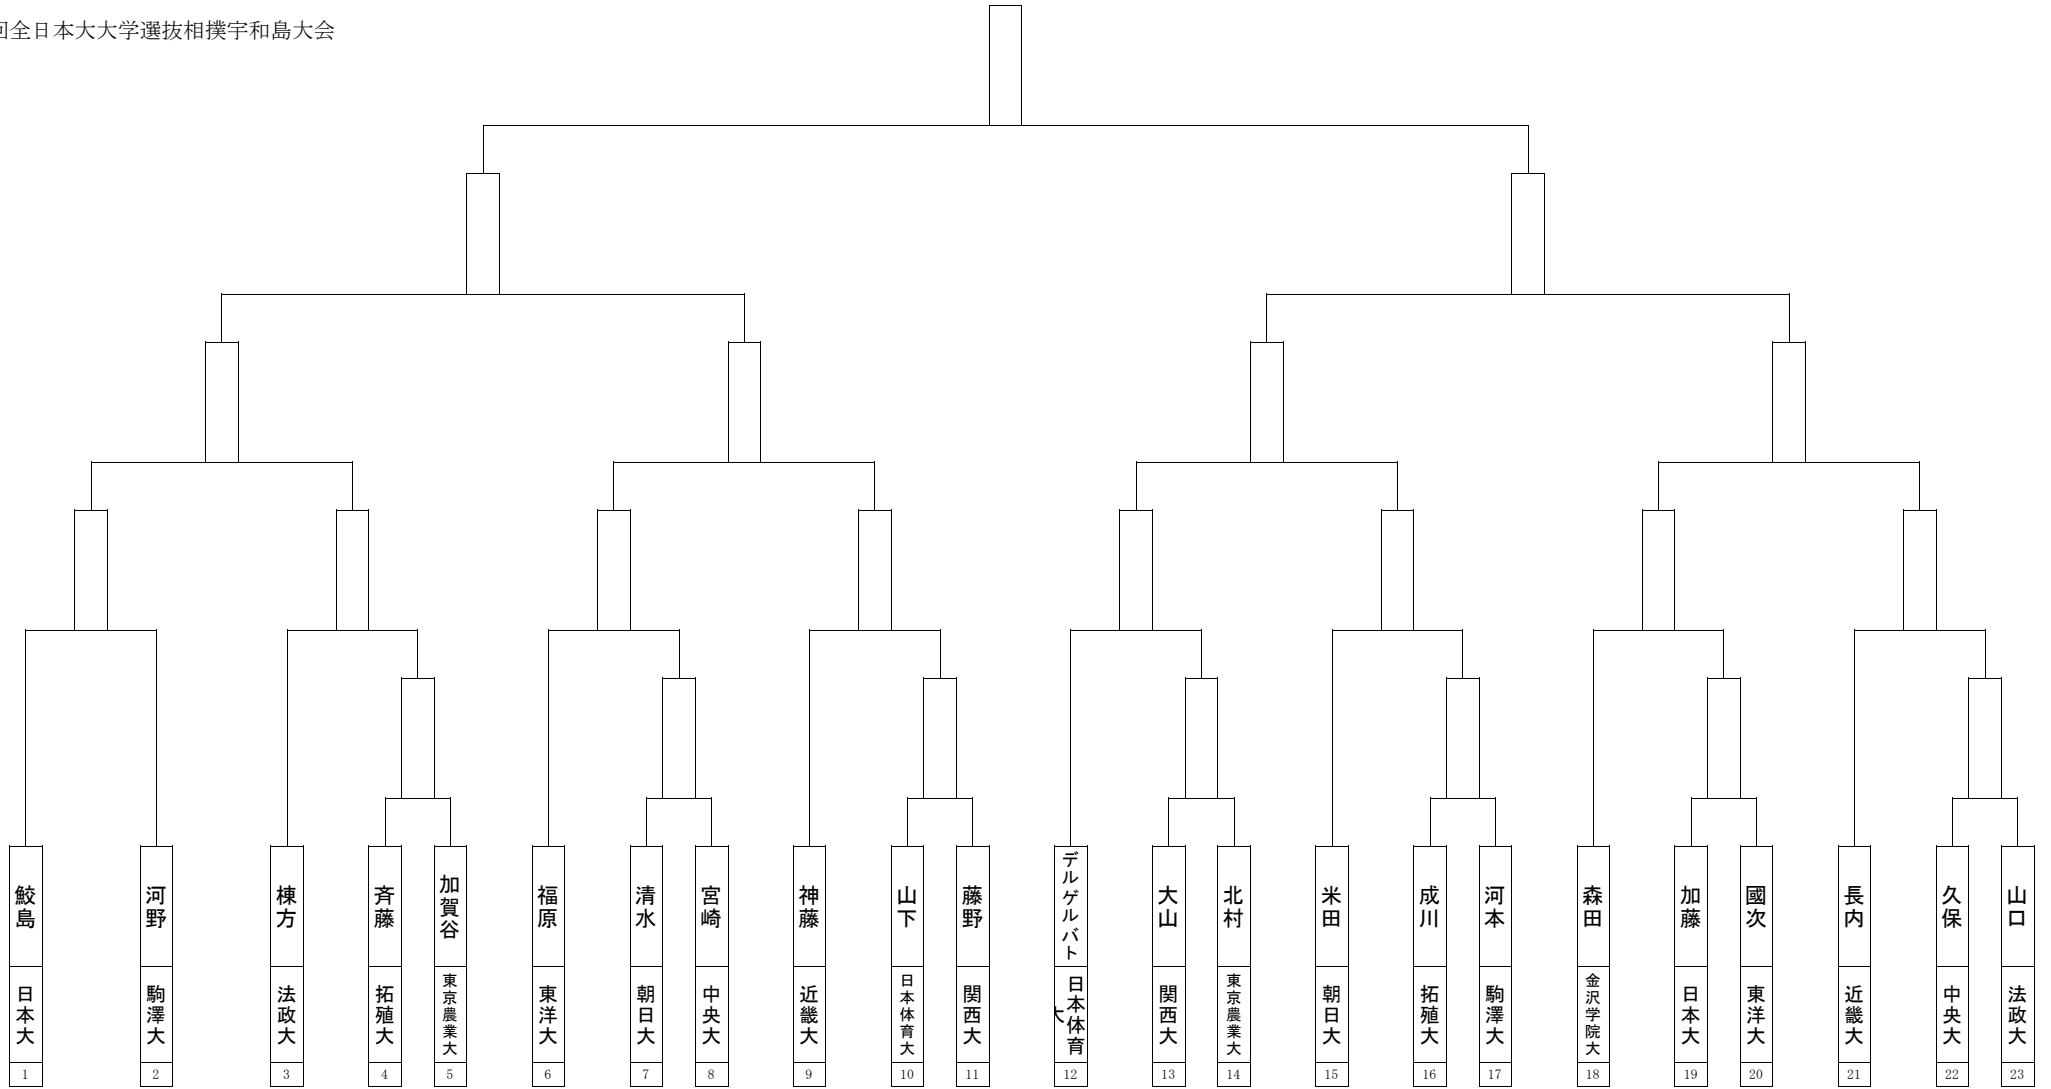 回全日本大大学選抜相撲宇和島大会
鮫島
日本大
1
河野
駒澤大
2
棟方
法政大
3
斉藤
拓殖大
4
加賀谷
東京農業大
5
福原
東洋大
6
清水
朝日大
7
宮崎
中央大
8
神藤
近畿大
9
山下
日本体育大
10
藤野
関西大
11
デルゲルバト
日本体育
大
12
大山
関西大
13
北村
東京農業大
14
米田
朝日大
15
成川
拓殖大
16
河本
駒澤大
17
森田
金沢学院大
18
加藤
日本大
19
國次
東洋大
20
長内
近畿大
21
久保
中央大
22
山口
法政大
23